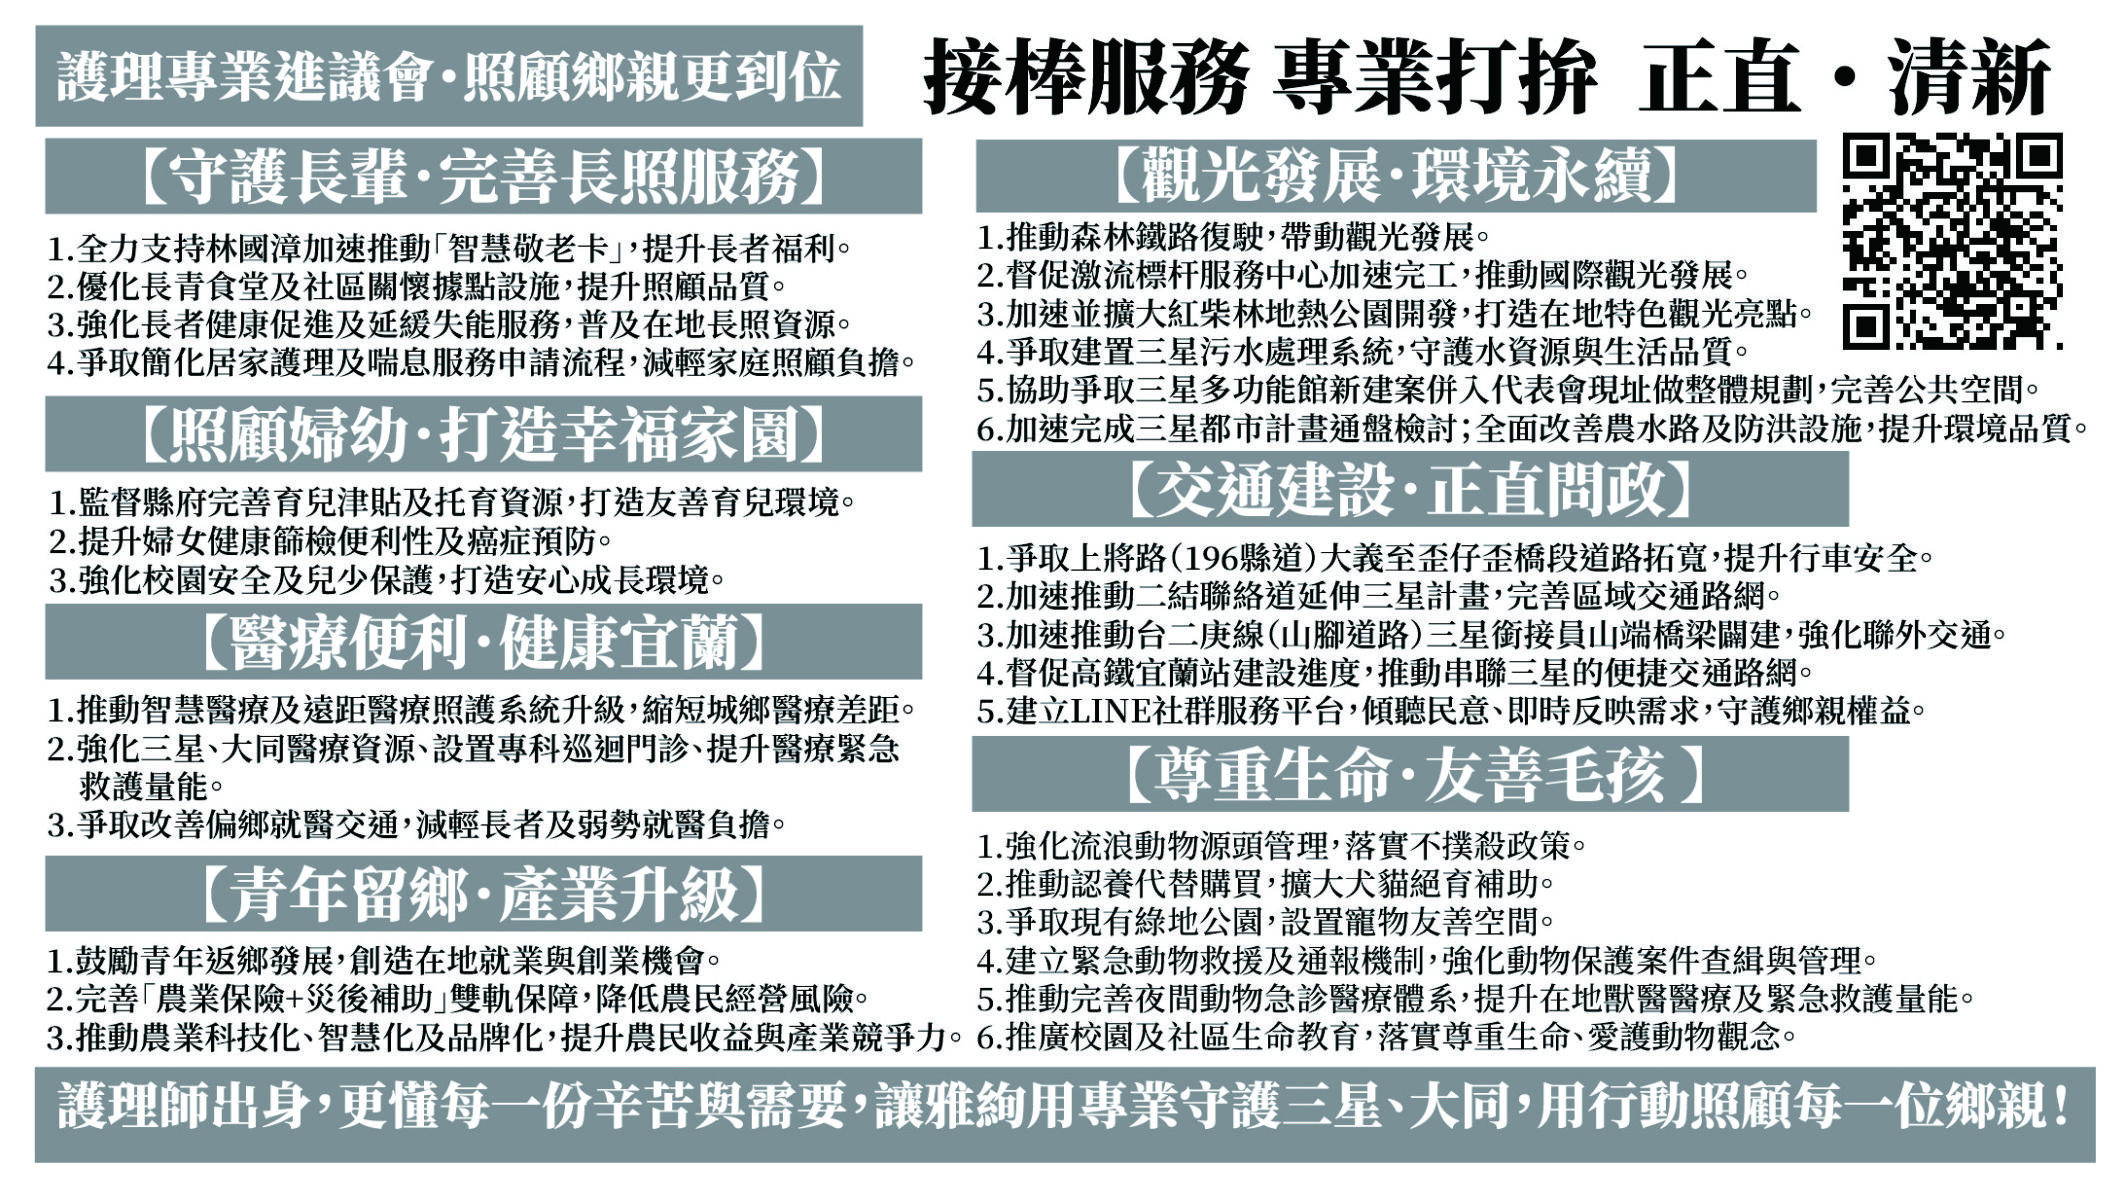 護理專業進議會·照顧鄉親更到位
接棒服務 專業打拚 正直·清新
【守護長輩·完善長照服務】
1.全力支持林國漳加速推動「智慧敬老卡」,提升長者福利。
2.優化長青食堂及社區關懷據點設施,提升照顧品質。
3.強化長者健康促進及延緩失能服務,普及在地長照資源。
4.爭取簡化居家護理及喘息服務申請流程,減輕家庭照顧負擔。
【照顧婦幼·打造幸福家園】
1.監督縣府完善育兒津貼及托育資源,打造友善育兒環境。
2.提升婦女健康篩檢便利性及癌症預防。
3.強化校園安全及兒少保護,打造安心成長環境。
【醫療便利·健康宜蘭】
1.推動智慧醫療及遠距醫療照護系統升級,縮短城鄉醫療差距。
2.強化三星、大同醫療資源、設置專科巡迴門診、提升醫療緊急
救護量能。
3.爭取改善偏鄉就醫交通,減輕長者及弱勢就醫負擔。
【青年留鄉·產業升級】
1.鼓勵青年返鄉發展,創造在地就業與創業機會。
2.完善「農業保險+災後補助」雙軌保障,降低農民經營風險。
3.推動農業科技化、智慧化及品牌化,提升農民收益與產業競爭力。
【觀光發展·環境永續】
1.推動森林鐵路復駛,帶動觀光發展。
2.督促激流標杆服務中心加速完工,推動國際觀光發展。
3.加速並擴大紅柴林地熱公園開發,打造在地特色觀光亮點。
4.爭取建置三星污水處理系統,守護水資源與生活品質。
5.協助爭取三星多功能館新建案併入代表會現址做整體規劃,完善公共空間。
6.加速完成三星都市計畫通盤檢討;全面改善農水路及防洪設施,提升環境品質。
【交通建設·正直問政】
1.爭取上將路(196縣道)大義至歪仔歪橋段道路拓寬,提升行車安全。
2.加速推動二結聯絡道延伸三星計畫,完善區域交通路網。
3.加速推動台二庚線(山腳道路)三星銜接員山端橋梁闢建,強化聯外交通。
4.督促高鐵宜蘭站建設進度,推動串聯三星的便捷交通路網。
5.建立LINE社群服務平台,傾聽民意、即時反映需求,守護鄉親權益。
【尊重生命·友善毛孩 】
1.強化流浪動物源頭管理,落實不撲殺政策。
2.推動認養代替購買,擴大犬貓絕育補助。
3.爭取現有綠地公園,設置寵物友善空間。
4.建立緊急動物救援及通報機制,強化動物保護案件查緝與管理。
5.推動完善夜間動物急診醫療體系,提升在地獸醫醫療及緊急救護量能。
6.推廣校園及社區生命教育,落實尊重生命、愛護動物觀念。
護理師出身,更懂每一份辛苦與需要,讓雅絢用專業守護三星、大同,用行動照顧每一位鄉親!